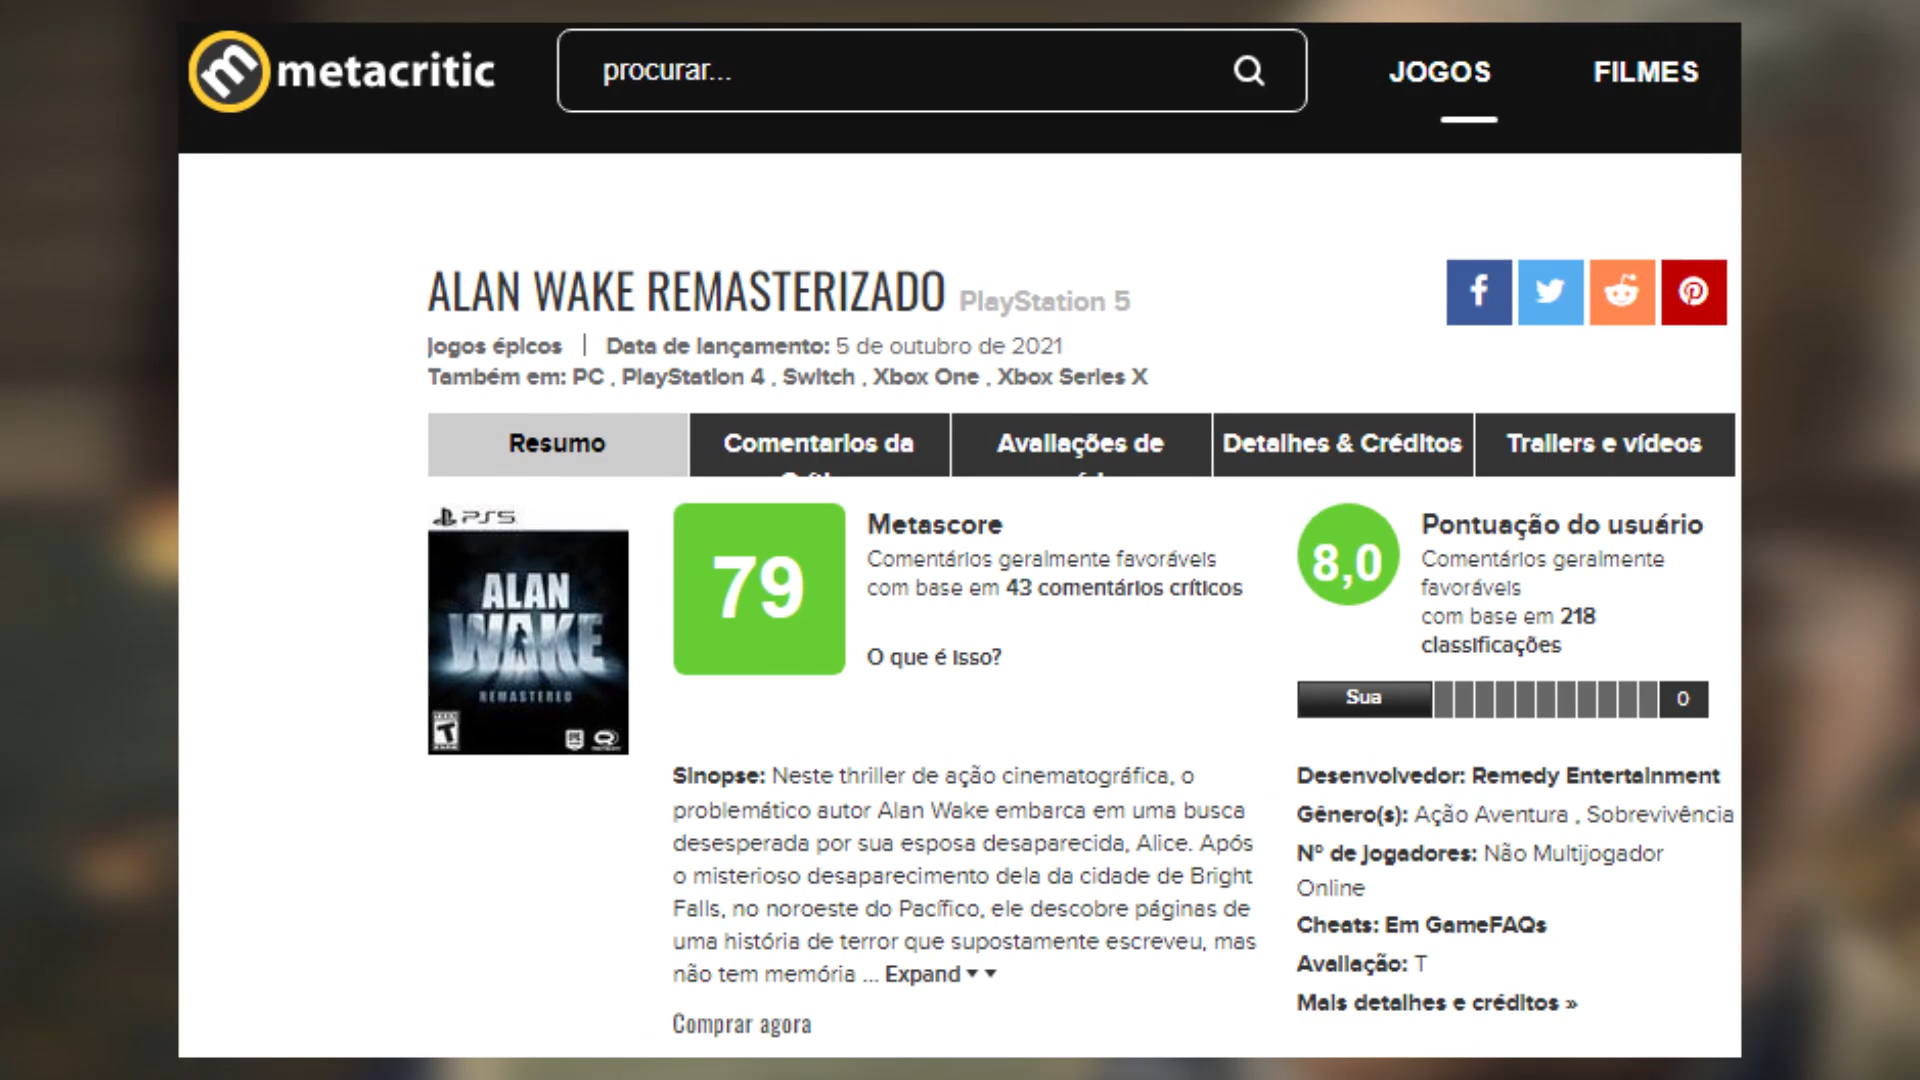 metacritic
procurar...
JOGOS
FILMES
ALAN WAKE REMASTERIZADO PlayStation 5
Jogos épicos | Data de lançamento: 5 de outubro de 2021
Também em: PC , PlayStation 4 , Switch , Xbox One , Xbox Series X
Resumo
Comentarios da
Avaliações de
Detalhes & Créditos
Trailers e vídeos
PS5
ALAN
WAKE
REMASTERED
T
79
Metascore
Comentários geralmente favoráveis
com base em 43 comentários críticos
O que é isso?
8,0
Pontuação do usuário
Comentários geralmente
favoráveis
com base em 218
classificações
Sua
0
Sinopse: Neste thriller de ação cinematográfica, o
problemático autor Alan Wake embarca em uma busca
desesperada por sua esposa desaparecida, Alice. Após
o misterioso desaparecimento dela da cidade de Bright
Falls, no noroeste do Pacífico, ele descobre páginas de
uma história de terror que supostamente escreveu, mas
não tem memória ... Expand
Comprar agora
Desenvolvedor: Remedy Entertainment
Gênero(s): Ação Aventura , Sobrevivência
Nº de jogadores: Não Multijogador
Online
Cheats: Em GameFAQs
Avaliação: T
Mais detalhes e créditos »